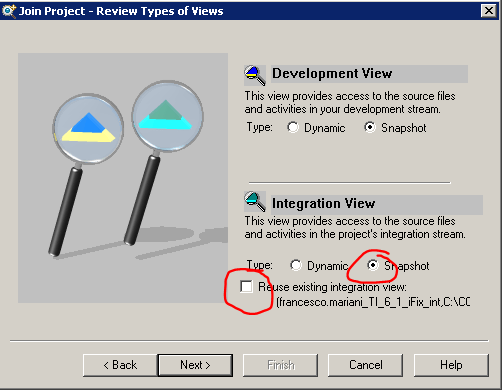 Join Project - Review Types of Views
Development View
This view provides access to the source files
and activities in your development stream.
Type: Dynamic Snapshot
Integration View
This view provides access to the source files
and activities in the project's integration stream.
Type: Dynamic Snapshot
Reuse existing integration view:
(francesco.mariani_TI_6_1_iFix_int,C:\CC
< Back Next > Finish Cancel Help